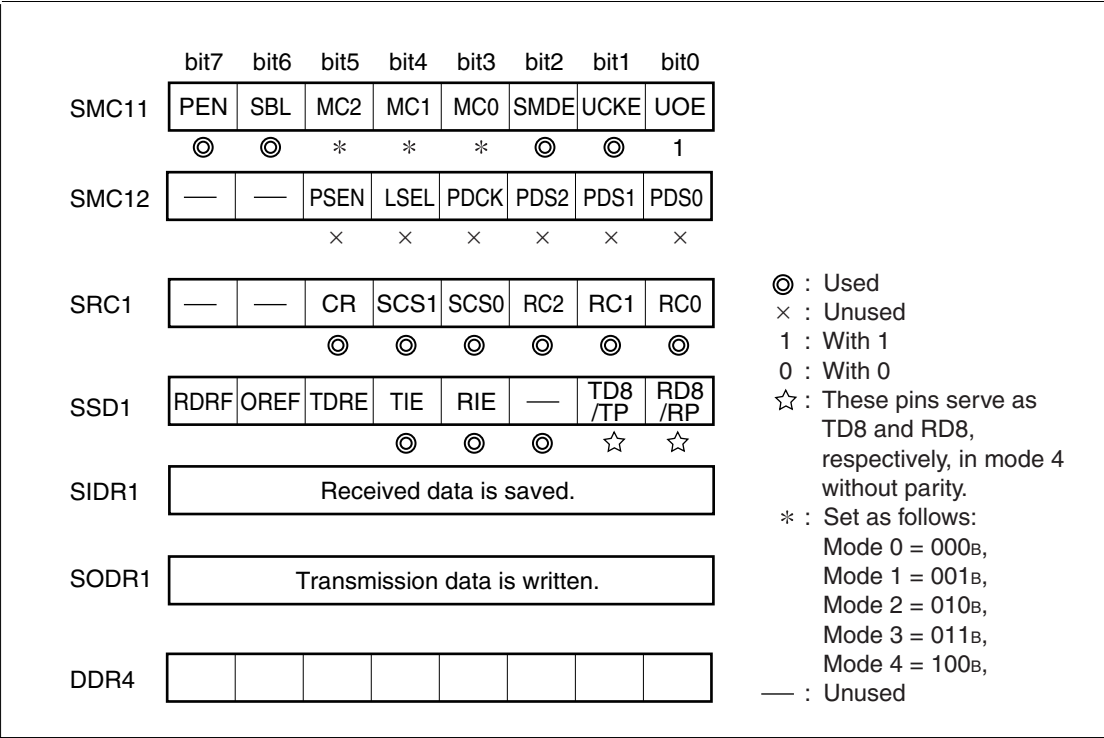 bit7 bit6 bit5 bit4 bit3 bit2 bit1 bit0
SMC11 PEN SBL MC2 MC1 MC0 SMDE UCKE UOE
◎ ◎ * * * ◎ ◎ 1
SMC12 — — PSEN LSEL PDCK PDS2 PDS1 PDS0
× × × × × ×
SRC1 — — CR SCS1 SCS0 RC2 RC1 RC0
◎ ◎ ◎ ◎ ◎ ◎
SSD1 RDRF OREF TDRE TIE RIE — TD8/TP RD8/RP
◎ ◎ ◎ ☆ ☆
SIDR1 Received data is saved.
SODR1 Transmission data is written.
DDR4
◎ : Used
× : Unused
1 : With 1
0 : With 0
☆ : These pins serve as
TD8 and RD8,
respectively, in mode 4
without parity.
* : Set as follows:
Mode 0 = 000B,
Mode 1 = 001B,
Mode 2 = 010B,
Mode 3 = 011B,
Mode 4 = 100B,
— : Unused